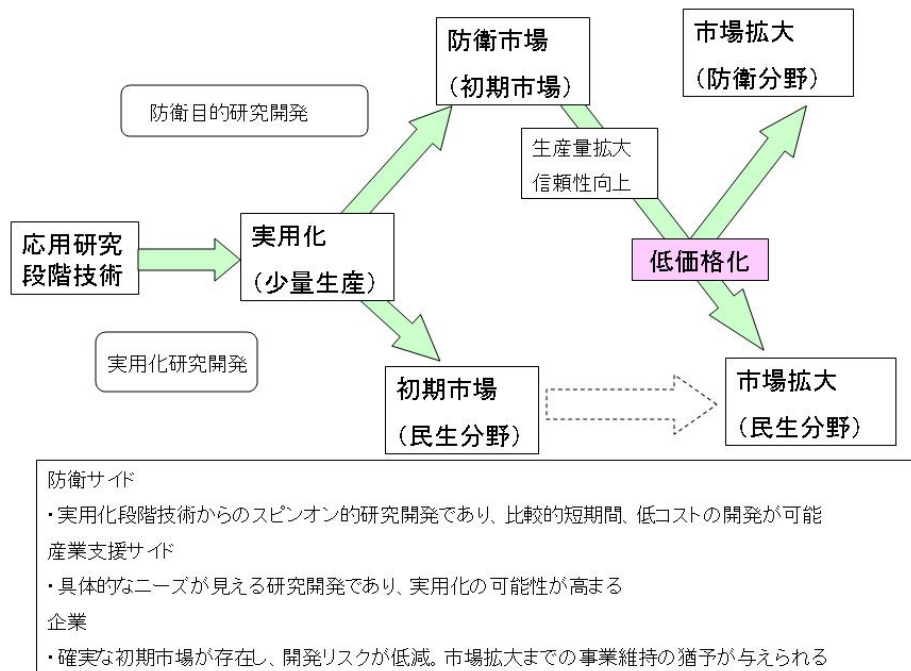 防衛市場
（初期市場）
市場拡大
（防衛分野）
防衛目的研究開発
生産量拡大
信頼性向上
応用研究
段階技術
実用化
（少量生産）
低価格化
実用化研究開発
初期市場
（民生分野）
市場拡大
（民生分野）
防衛サイド
・実用化段階技術からのスピンオン的研究開発であり、比較的短期間、低コストの開発が可能
産業支援サイド
・具体的なニーズが見える研究開発であり、実用化の可能性が高まる
企業
・確実な初期市場が存在し、開発リスクが低減。市場拡大までの事業維持の猶予が与えられる